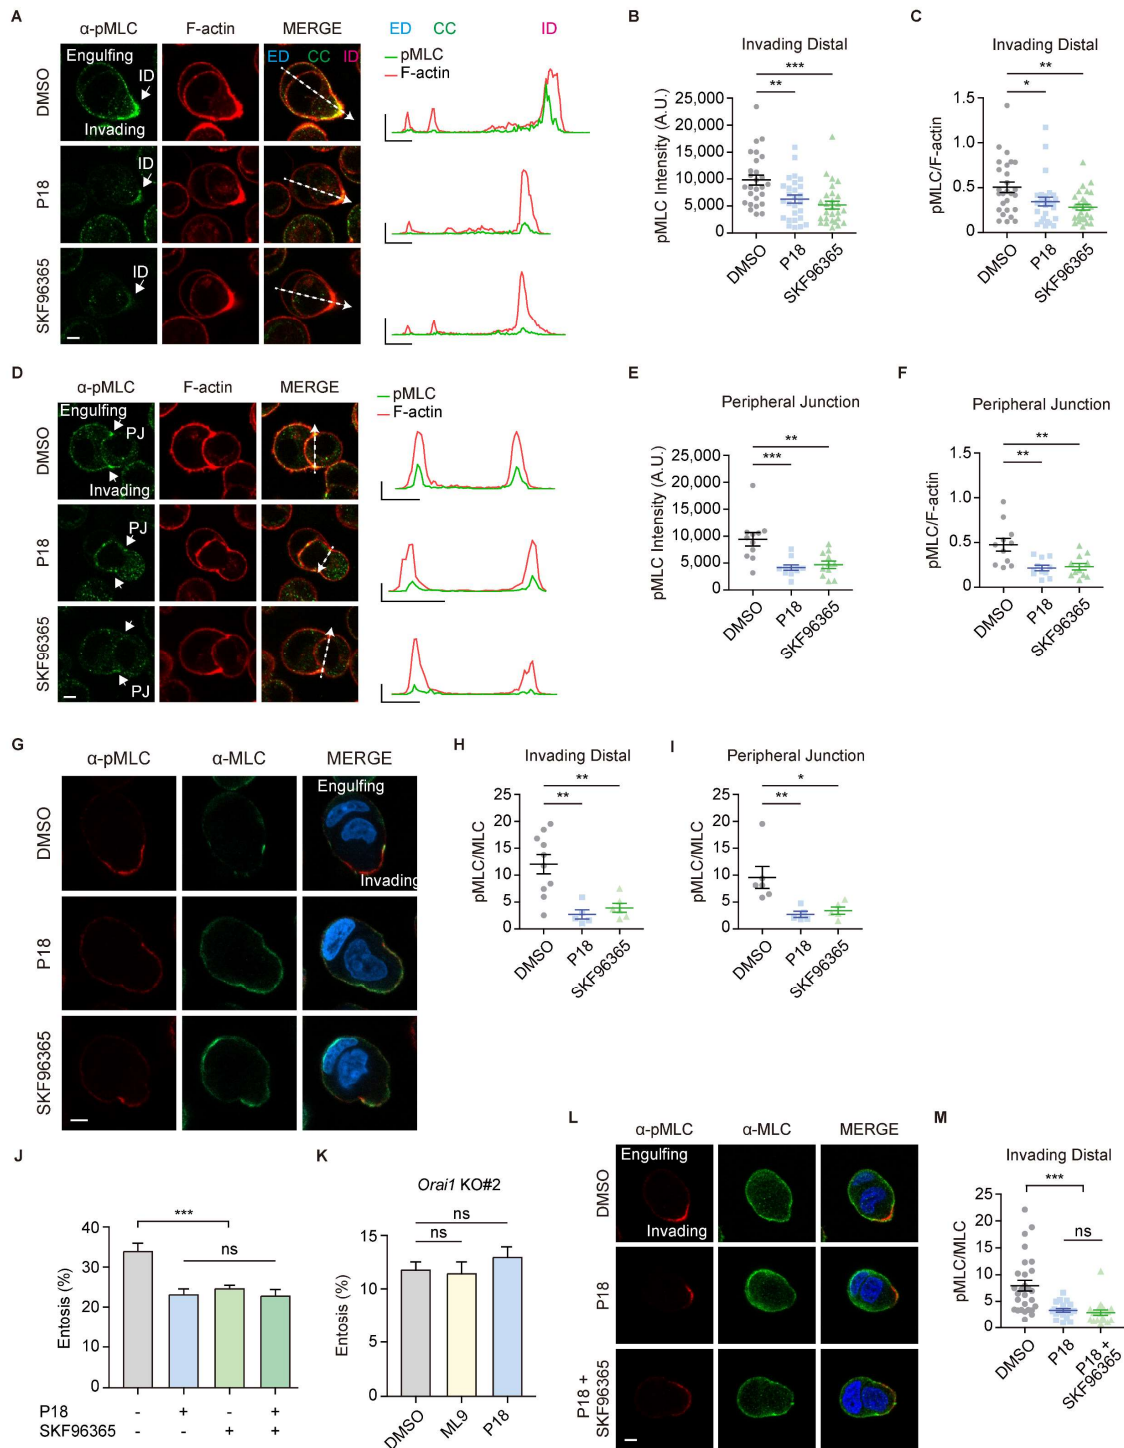 A
α-pMLC F-actin MERGE
ED CC ID
pMLC
F-actin
DMSO
Engulfing
ID
Invading
ED CC ID
P18
ID
SKF96365
ID
B
Invading Distal
***
**
pMLC Intensity (A.U.)
25,000
20,000
15,000
10,000
5,000
0
DMSO P18 SKF96365
C
Invading Distal
**
*
pMLC/F-actin
1.5
1.0
0.5
0
DMSO P18 SKF96365
D
α-pMLC F-actin MERGE
pMLC
F-actin
DMSO
Engulfing
PJ
Invading
P18
PJ
SKF96365
PJ
E
Peripheral Junction
**
***
pMLC Intensity (A.U.)
25,000
20,000
15,000
10,000
5,000
0
DMSO P18 SKF96365
F
Peripheral Junction
**
**
pMLC/F-actin
1.5
1.0
0.5
0
DMSO P18 SKF96365
G
α-pMLC α-MLC MERGE
DMSO
Engulfing
Invading
P18
SKF96365
H
Invading Distal
**
**
pMLC/MLC
25
20
15
10
5
0
DMSO P18 SKF96365
I
Peripheral Junction
*
**
pMLC/MLC
25
20
15
10
5
0
DMSO P18 SKF96365
J
***
ns
Entosis (%)
40
30
20
10
0
P18 - + - +
SKF96365 - - + +
K
Orai1 KO#2
ns
ns
Entosis (%)
15
10
5
0
DMSO ML9 P18
L
α-pMLC α-MLC MERGE
DMSO
Engulfing
Invading
P18
P18 +
SKF96365
M
Invading Distal
***
ns
pMLC/MLC
25
20
15
10
5
0
DMSO P18 P18 +
SKF96365